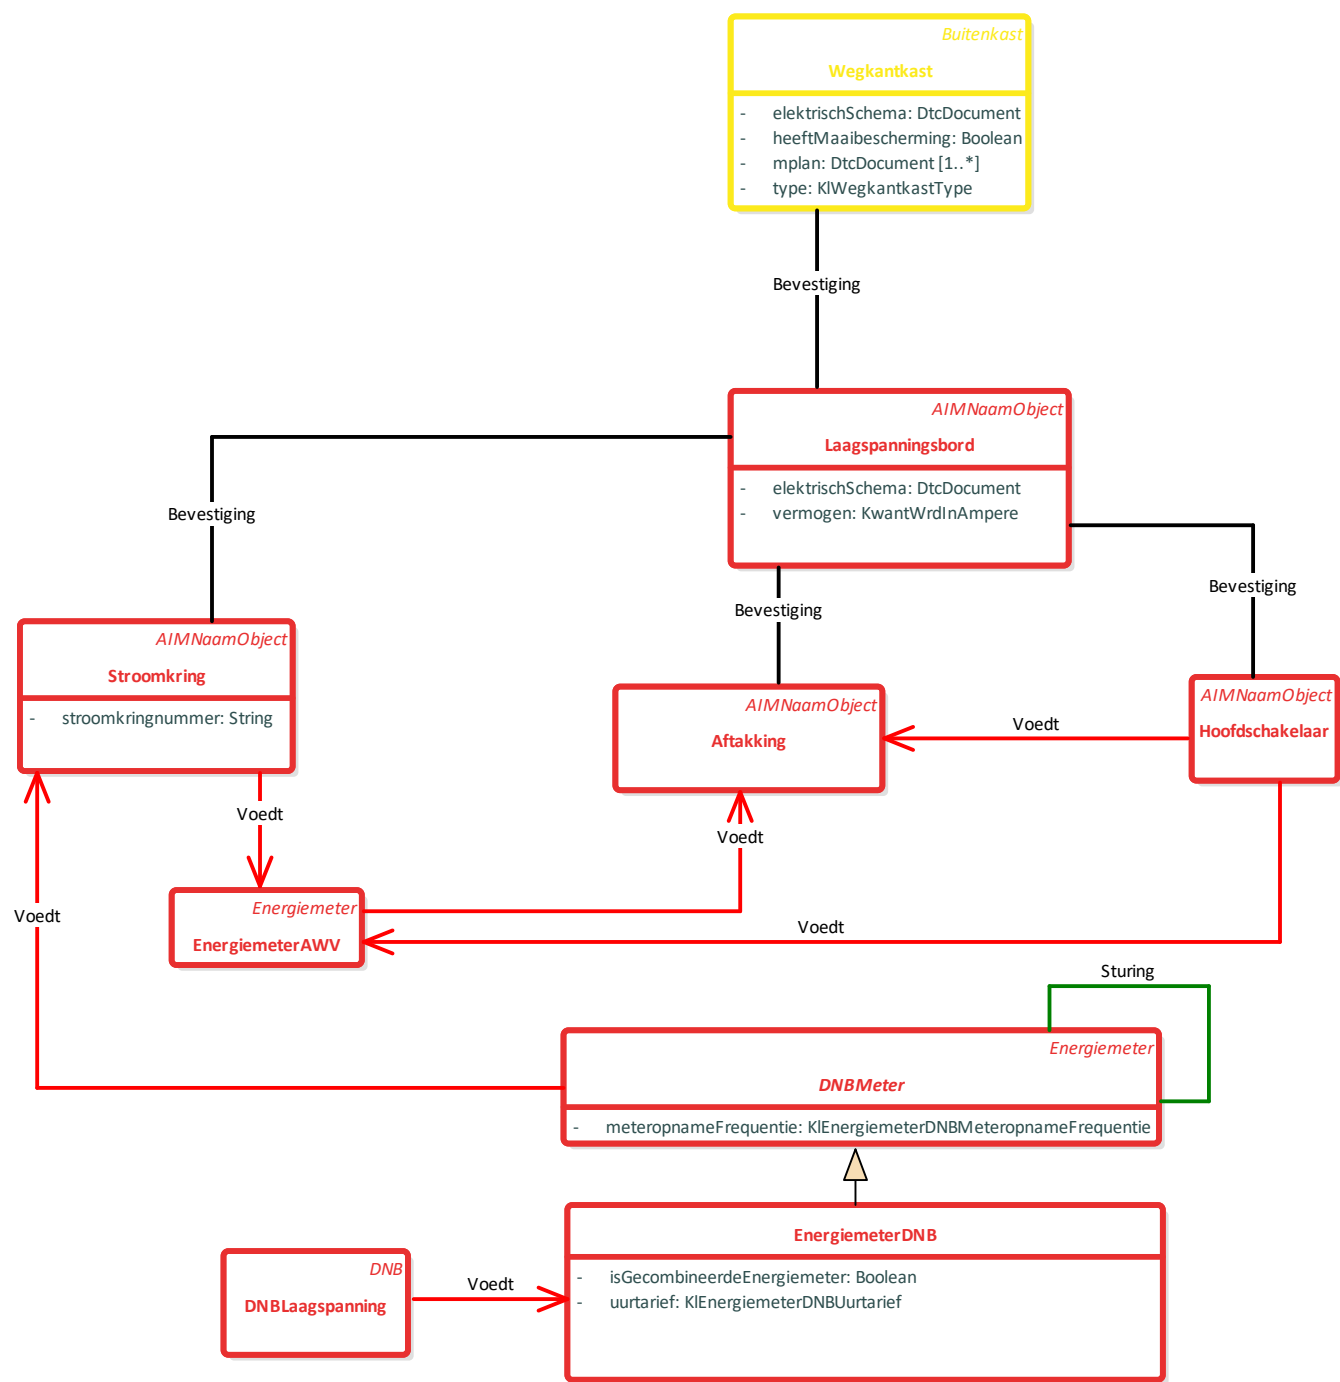 Buitenkast
Wegkantkast
- elektrischSchema: DtcDocument
- heeftMaaibescherming: Boolean
- mplan: DtcDocument [1..*]
- type: KlWegkantkastType
Bevestiging
AIMNaamObject
Laagspanningsbord
- elektrischSchema: DtcDocument
- vermogen: KwantWrdInAmpere
Bevestiging
Bevestiging
Bevestiging
AIMNaamObject
Stroomkring
- stroomkringnummer: String
AIMNaamObject
Aftakking
Voedt
AIMNaamObject
Hoofdschakelaar
Voedt
Voedt
Voedt
Energiemeter
EnergiemeterAWV
Voedt
Sturing
Energiemeter
DNBMeter
- meteropnameFrequentie: KlEnergiemeterDNBMeteropnameFrequentie
EnergiemeterDNB
- isGecombineerdeEnergiemeter: Boolean
- uurtarief: KlEnergiemeterDNBUurtarief
DNB
DNBLaagspanning
Voedt